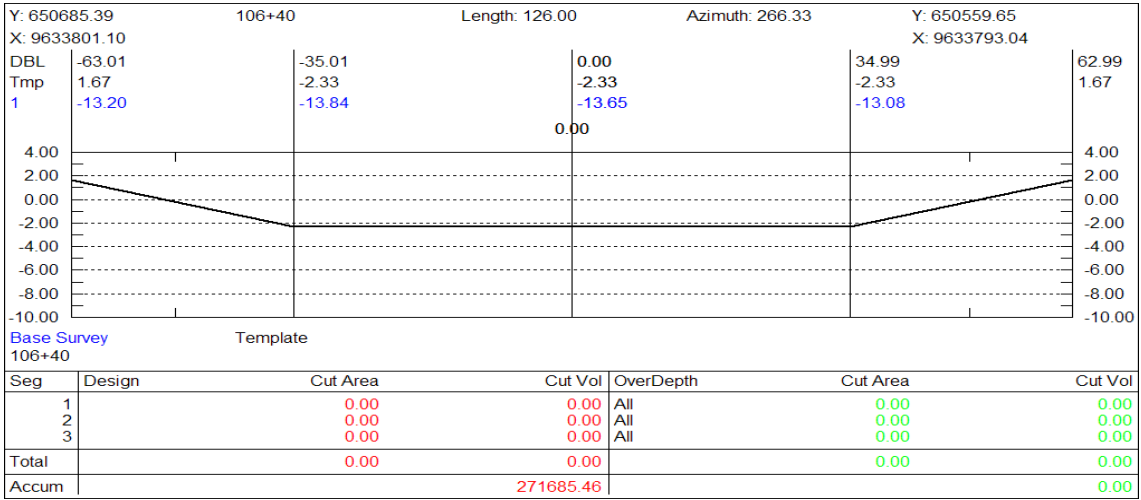 Y: 650685.39 106+40 Length: 126.00 Azimuth: 266.33 Y: 650559.65
X: 9633801.10 X: 9633793.04
DBL -63.01 -35.01 0.00 34.99 62.99
Tmp 1.67 -2.33 -2.33 -2.33 1.67
1 -13.20 -13.84 -13.65 -13.08
0.00
4.00 4.00
2.00 2.00
0.00 0.00
-2.00 -2.00
-4.00 -4.00
-6.00 -6.00
-8.00 -8.00
-10.00 -10.00
Base Survey Template
106+40
Seg Design Cut Area Cut Vol OverDepth Cut Area Cut Vol
1 0.00 0.00 All 0.00 0.00
2 0.00 0.00 All 0.00 0.00
3 0.00 0.00 All 0.00 0.00
Total 0.00 0.00 0.00 0.00
Accum 271685.46 0.00